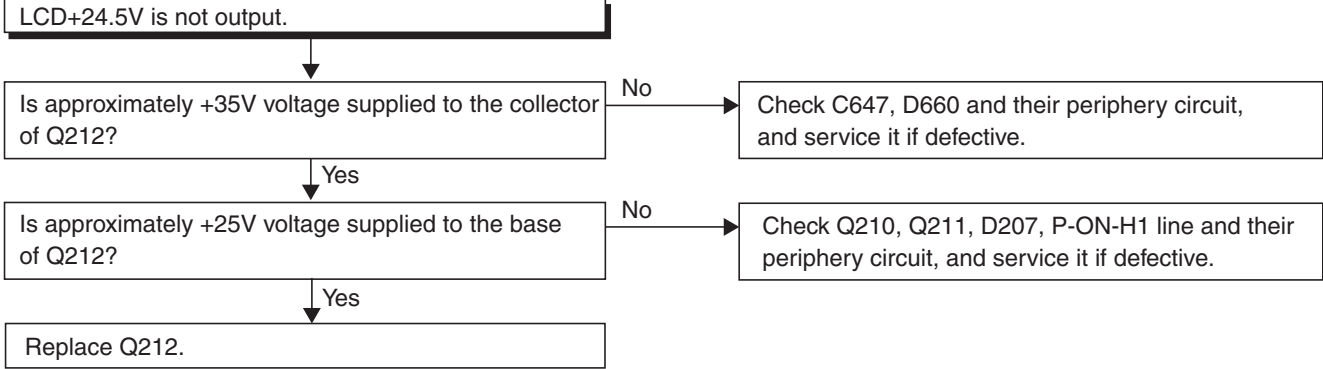 LCD+24.5V is not output.
Is approximately +35V voltage supplied to the collector
of Q212?
No
Check C647, D660 and their periphery circuit,
and service it if defective.
Yes
Is approximately +25V voltage supplied to the base
of Q212?
No
Check Q210, Q211, D207, P-ON-H1 line and their
periphery circuit, and service it if defective.
Yes
Replace Q212.